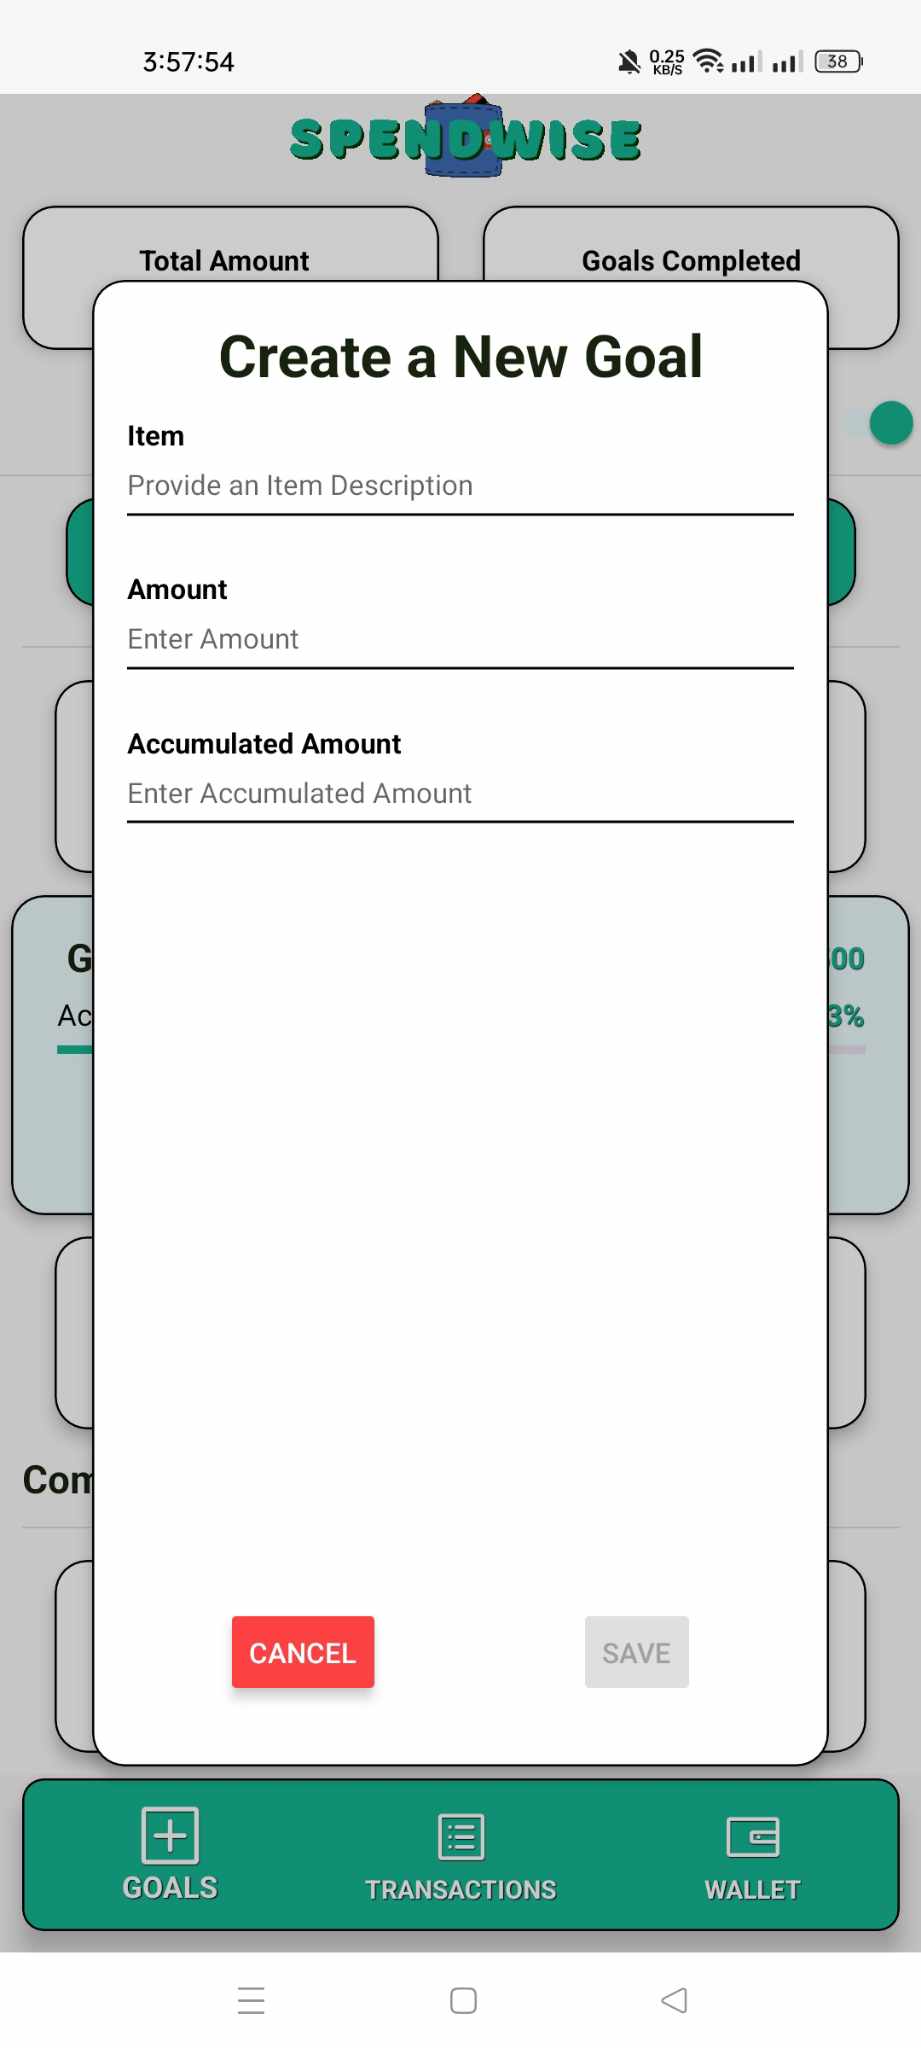 3:57:54
0.25
KB/S
38
SPENDWISE
Total Amount
Goals Completed
Create a New Goal
Item
Provide an Item Description
Amount
Enter Amount
Accumulated Amount
Enter Accumulated Amount
G
00
Ac
3%
Com
CANCEL
SAVE
GOALS
TRANSACTIONS
WALLET